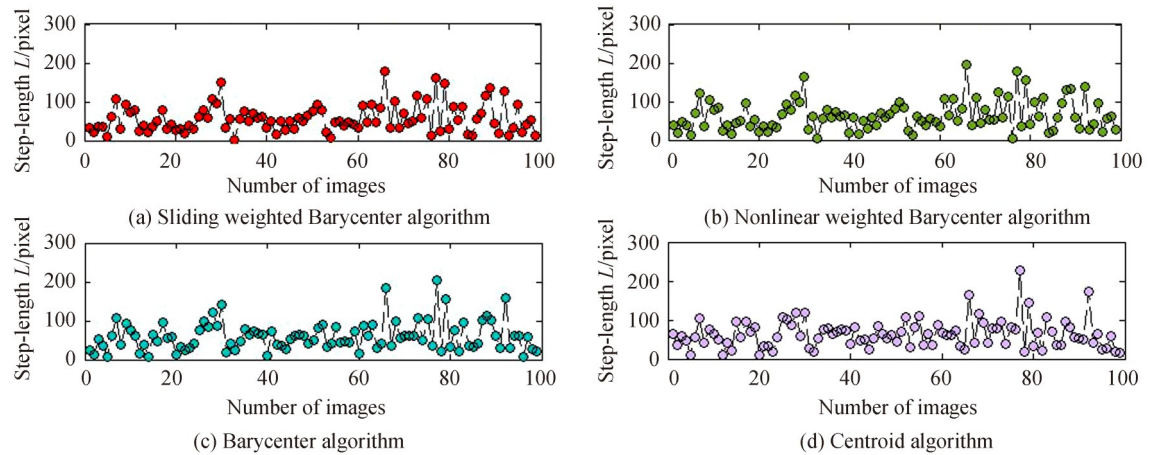 300
200
100
0
Step-length L/pixel
0 20 40 60 80 100
Number of images
(a) Sliding weighted Barycenter algorithm
300
200
100
0
Step-length L/pixel
0 20 40 60 80 100
Number of images
(b) Nonlinear weighted Barycenter algorithm
300
200
100
0
Step-length L/pixel
0 20 40 60 80 100
Number of images
(c) Barycenter algorithm
300
200
100
0
Step-length L/pixel
0 20 40 60 80 100
Number of images
(d) Centroid algorithm